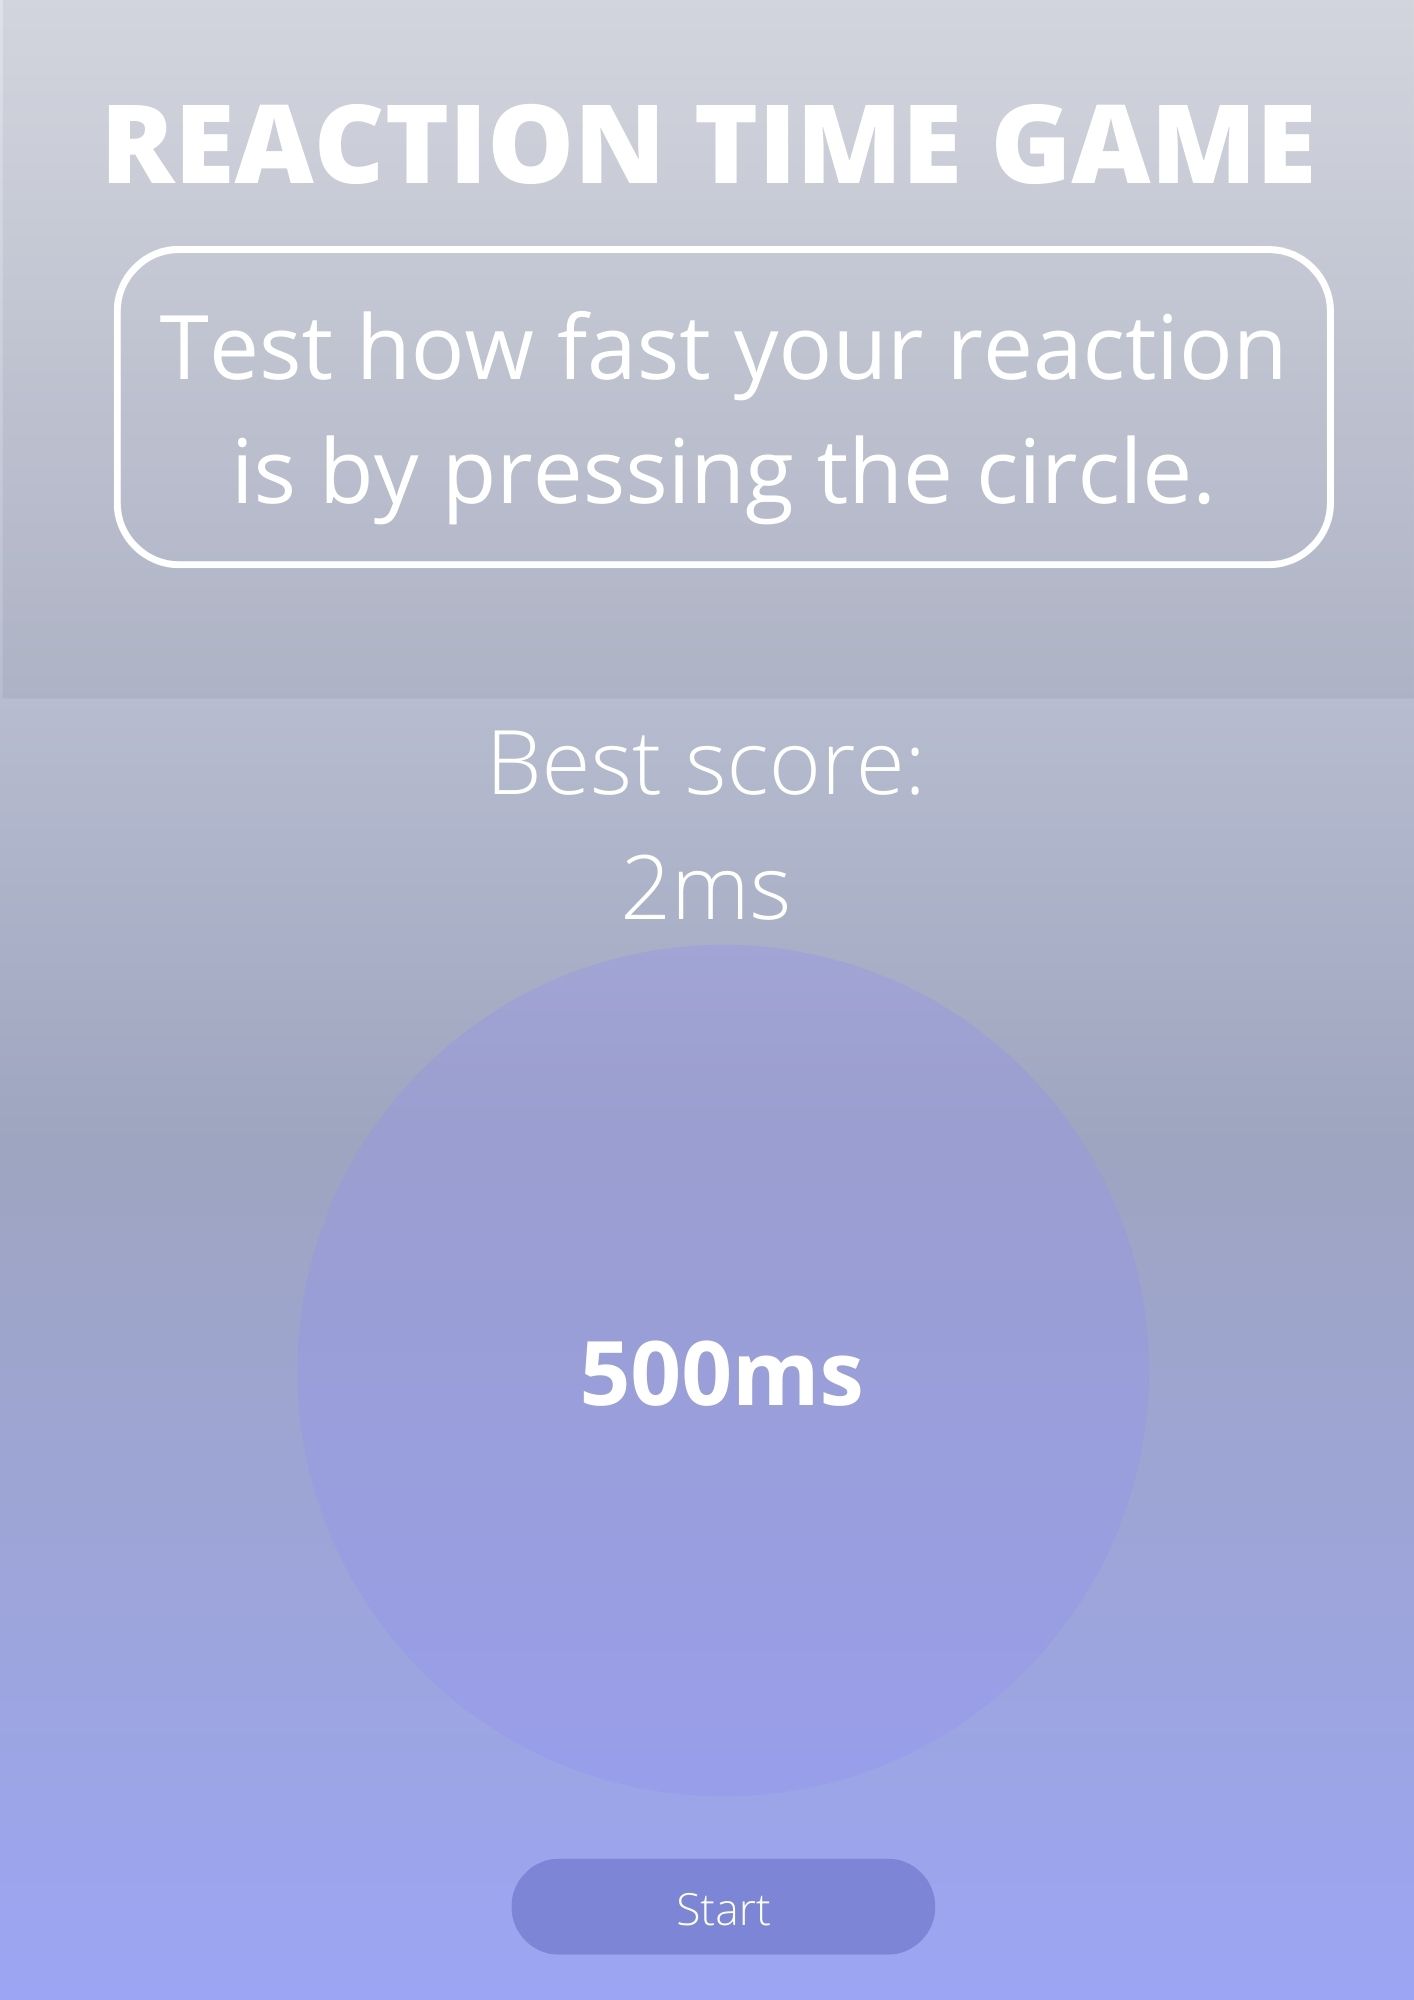 REACTION TIME GAME
Test how fast your reaction
is by pressing the circle.
Best score:
2ms
500ms
Start